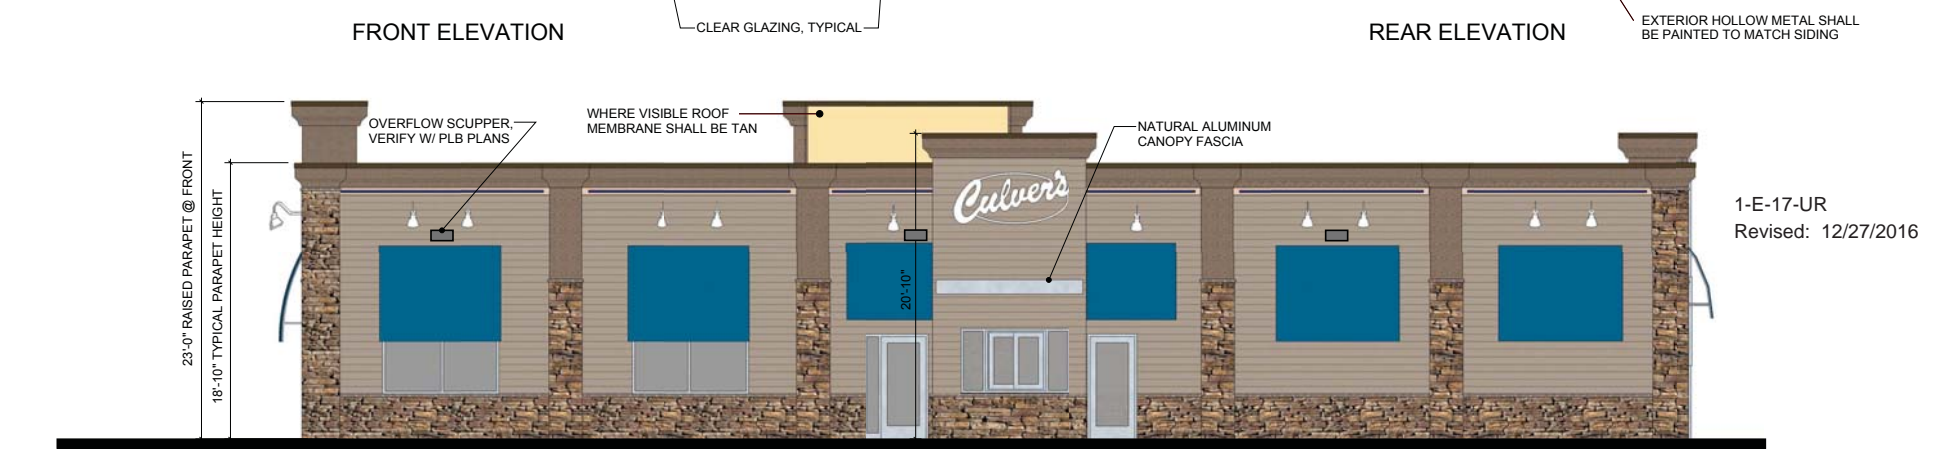 FRONT ELEVATION
CLEAR GLAZING, TYPICAL
REAR ELEVATION
EXTERIOR HOLLOW METAL SHALL
BE PAINTED TO MATCH SIDING
23'-0" RAISED PARAPET @ FRONT
18'-10" TYPICAL PARAPET HEIGHT
OVERFLOW SCUPPER,
VERIFY W/ PLB PLANS
WHERE VISIBLE ROOF
MEMBRANE SHALL BE TAN
20'-10"
NATURAL ALUMINUM
CANOPY FASCIA
Culver's
1-E-17-UR
Revised: 12/27/2016